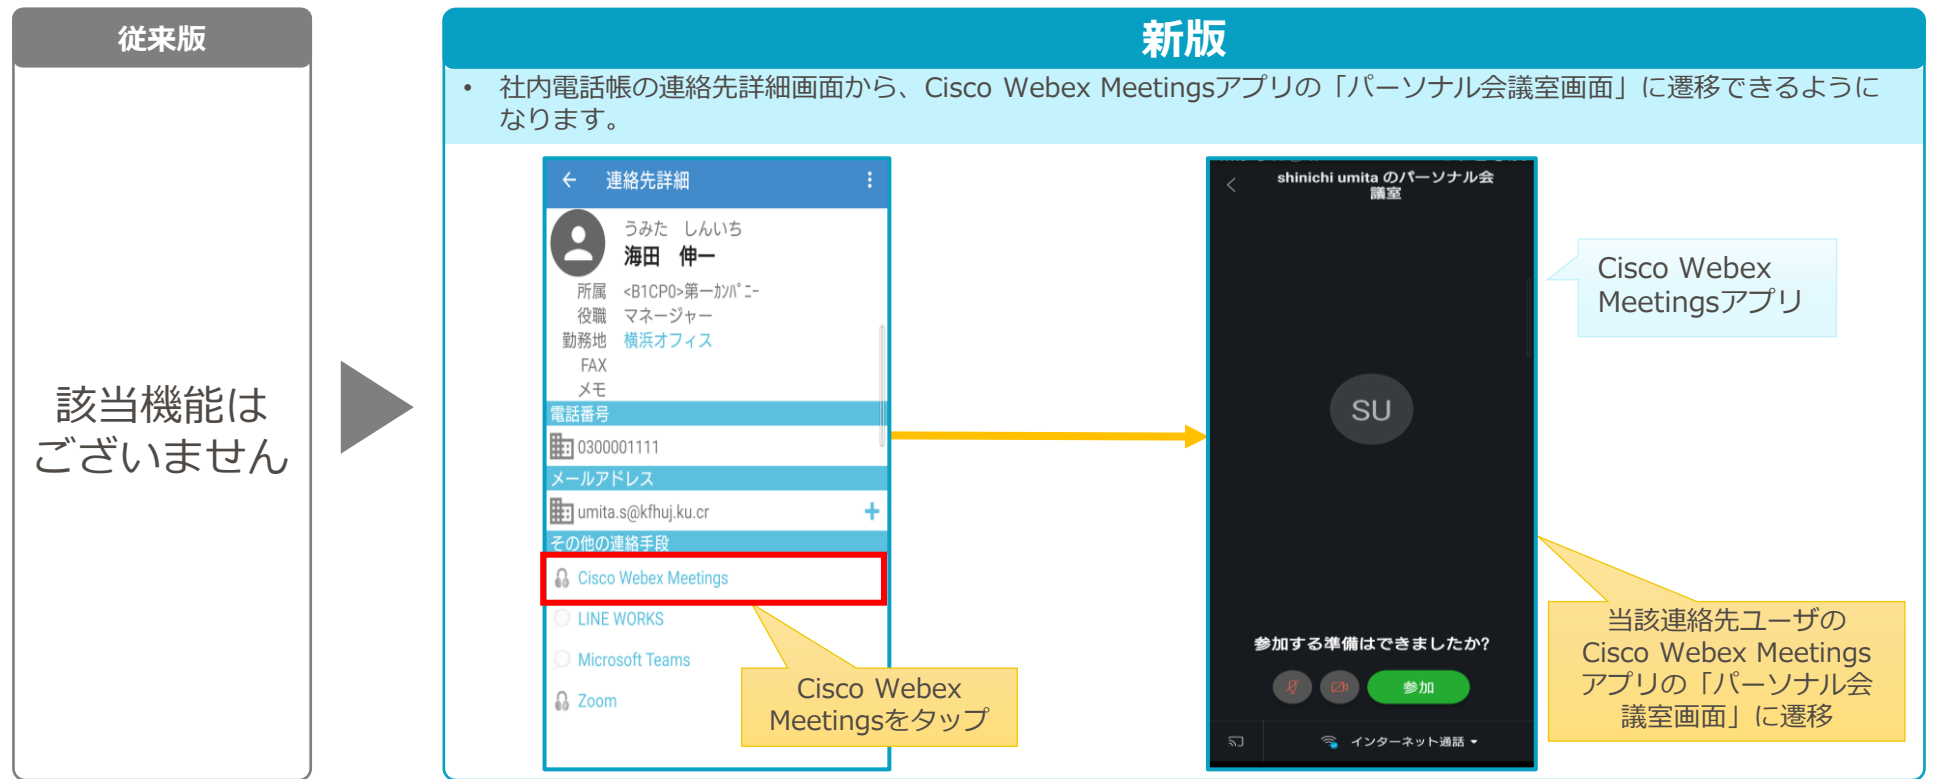 従来版
該当機能は
ございません
新版
• 社内電話帳の連絡先詳細画面から、Cisco Webex Meetingsアプリの「パーソナル会議室画面」に遷移できるように
なります。
← 連絡先詳細
うみた しんいち
海田 伸一
所属 <B1CP0>第一ｶﾝﾊﾟﾆｰ
役職 マネージャー
勤務地 横浜オフィス
FAX
メモ
電話番号
0300001111
メールアドレス
umita.s@kfhuj.ku.cr +
その他の連絡手段
Cisco Webex Meetings
LINE WORKS
Microsoft Teams
Zoom
Cisco Webex
Meetingsをタップ
shinichi umita のパーソナル会
議室
SU
参加する準備はできましたか?
参加
インターネット通話
Cisco Webex
Meetingsアプリ
当該連絡先ユーザの
Cisco Webex Meetings
アプリの「パーソナル会
議室画面」に遷移